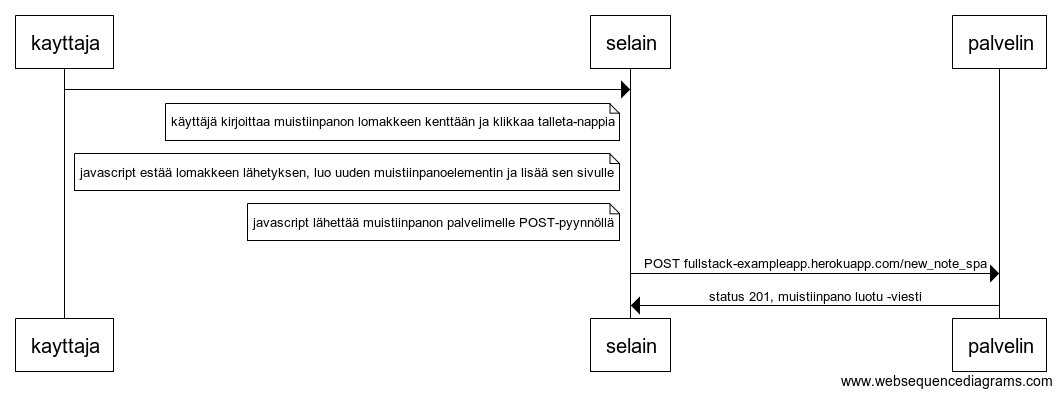 kayttaja
selain
palvelin
käyttäjä kirjoittaa muistiinpanon lomakkeen kenttään ja klikkaa talleta-nappia
javascript estää lomakkeen lähetyksen, luo uuden muistiinpanoelementin ja lisää sen sivulle
javascript lähettää muistiinpanon palvelimelle POST-pyynnöllä
POST fullstack-exampleapp.herokuapp.com/new_note_spa
status 201, muistiinpano luotu -viesti
kayttaja
selain
palvelin
www.websequencediagrams.com